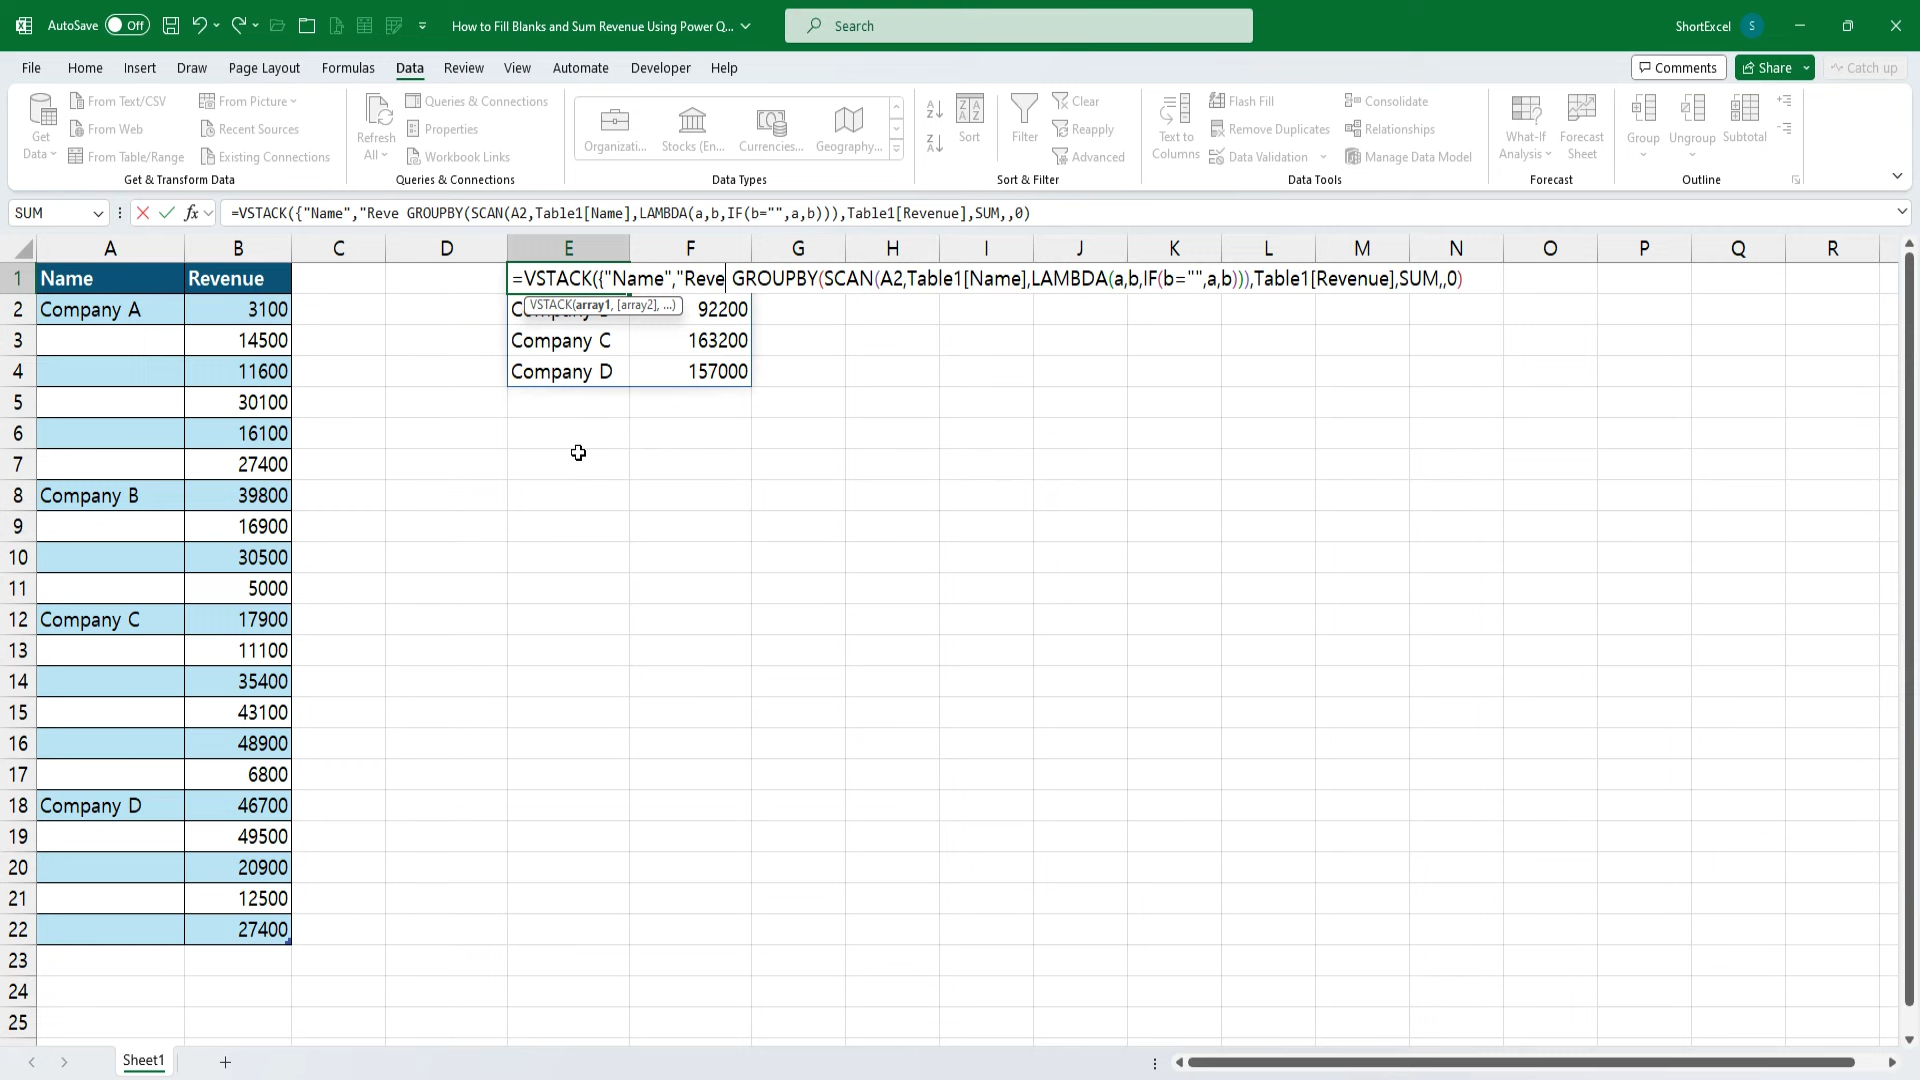 AutoSave Off How to Fill Blanks and Sum Revenue Using Power Q... Search ShortExcel S
File Home Insert Draw Page Layout Formulas Data Review View Automate Developer Help Comments Share Catch up
Get Data From Text/CSV From Web From Table/Range From Picture Recent Sources Existing Connections
Get & Transform Data
Refresh All Queries & Connections Properties Workbook Links
Queries & Connections
Organizati... Stocks (En... Currencies... Geography...
Data Types
Sort Filter Clear Reapply Advanced
Sort & Filter
Text to Columns Flash Fill Remove Duplicates Data Validation Consolidate Relationships Manage Data Model
Data Tools
What-If Analysis Forecast Sheet
Forecast
Group Ungroup Subtotal
Outline
SUM fx =VSTACK({"Name","Reve GROUPBY(SCAN(A2,Table1[Name],LAMBDA(a,b,IF(b="",a,b))),Table1[Revenue],SUM,,0)
A B C D E F G H I J K L M N O P Q R
1 Name Revenue =VSTACK({"Name","Reve GROUPBY(SCAN(A2,Table1[Name],LAMBDA(a,b,IF(b="",a,b))),Table1[Revenue],SUM,,0)
VSTACK(array1, [array2], ...)
2 Company A 3100 92200
3 14500 Company C 163200
4 11600 Company D 157000
5 30100
6 16100
7 27400
8 Company B 39800
9 16900
10 30500
11 5000
12 Company C 17900
13 11100
14 35400
15 43100
16 48900
17 6800
18 Company D 46700
19 49500
20 20900
21 12500
22 27400
23
24
25
Sheet1